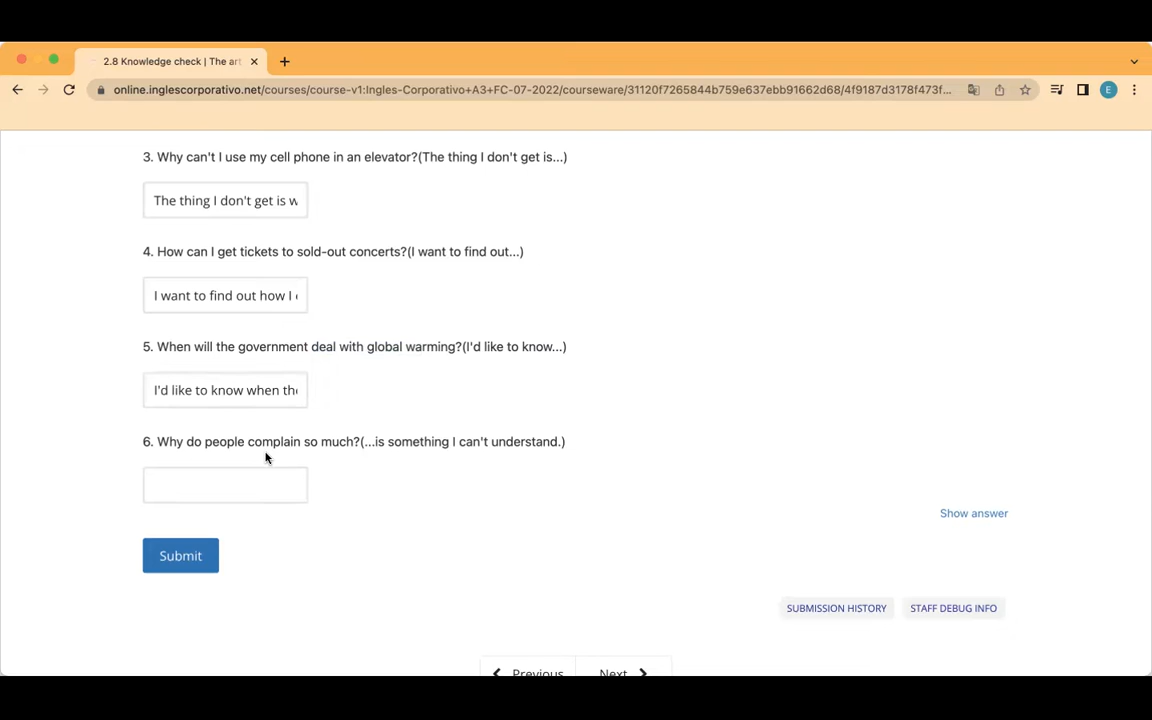 2.8 Knowledge check | The art
online.inglescorporativo.net/courses/course-v1:Ingles-Corporativo+A3+FC-07-2022/courseware/31120f7265844b759e637ebb91662d68/4f9187d3178f473f...
E
3. Why can't I use my cell phone in an elevator?(The thing I don't get is...)
The thing I don't get is w
4. How can I get tickets to sold-out concerts?(I want to find out...)
I want to find out how I
5. When will the government deal with global warming?(I'd like to know...)
I'd like to know when the
6. Why do people complain so much?(...is something I can't understand.)
Show answer
Submit
SUBMISSION HISTORY STAFF DEBUG INFO
Previous Next